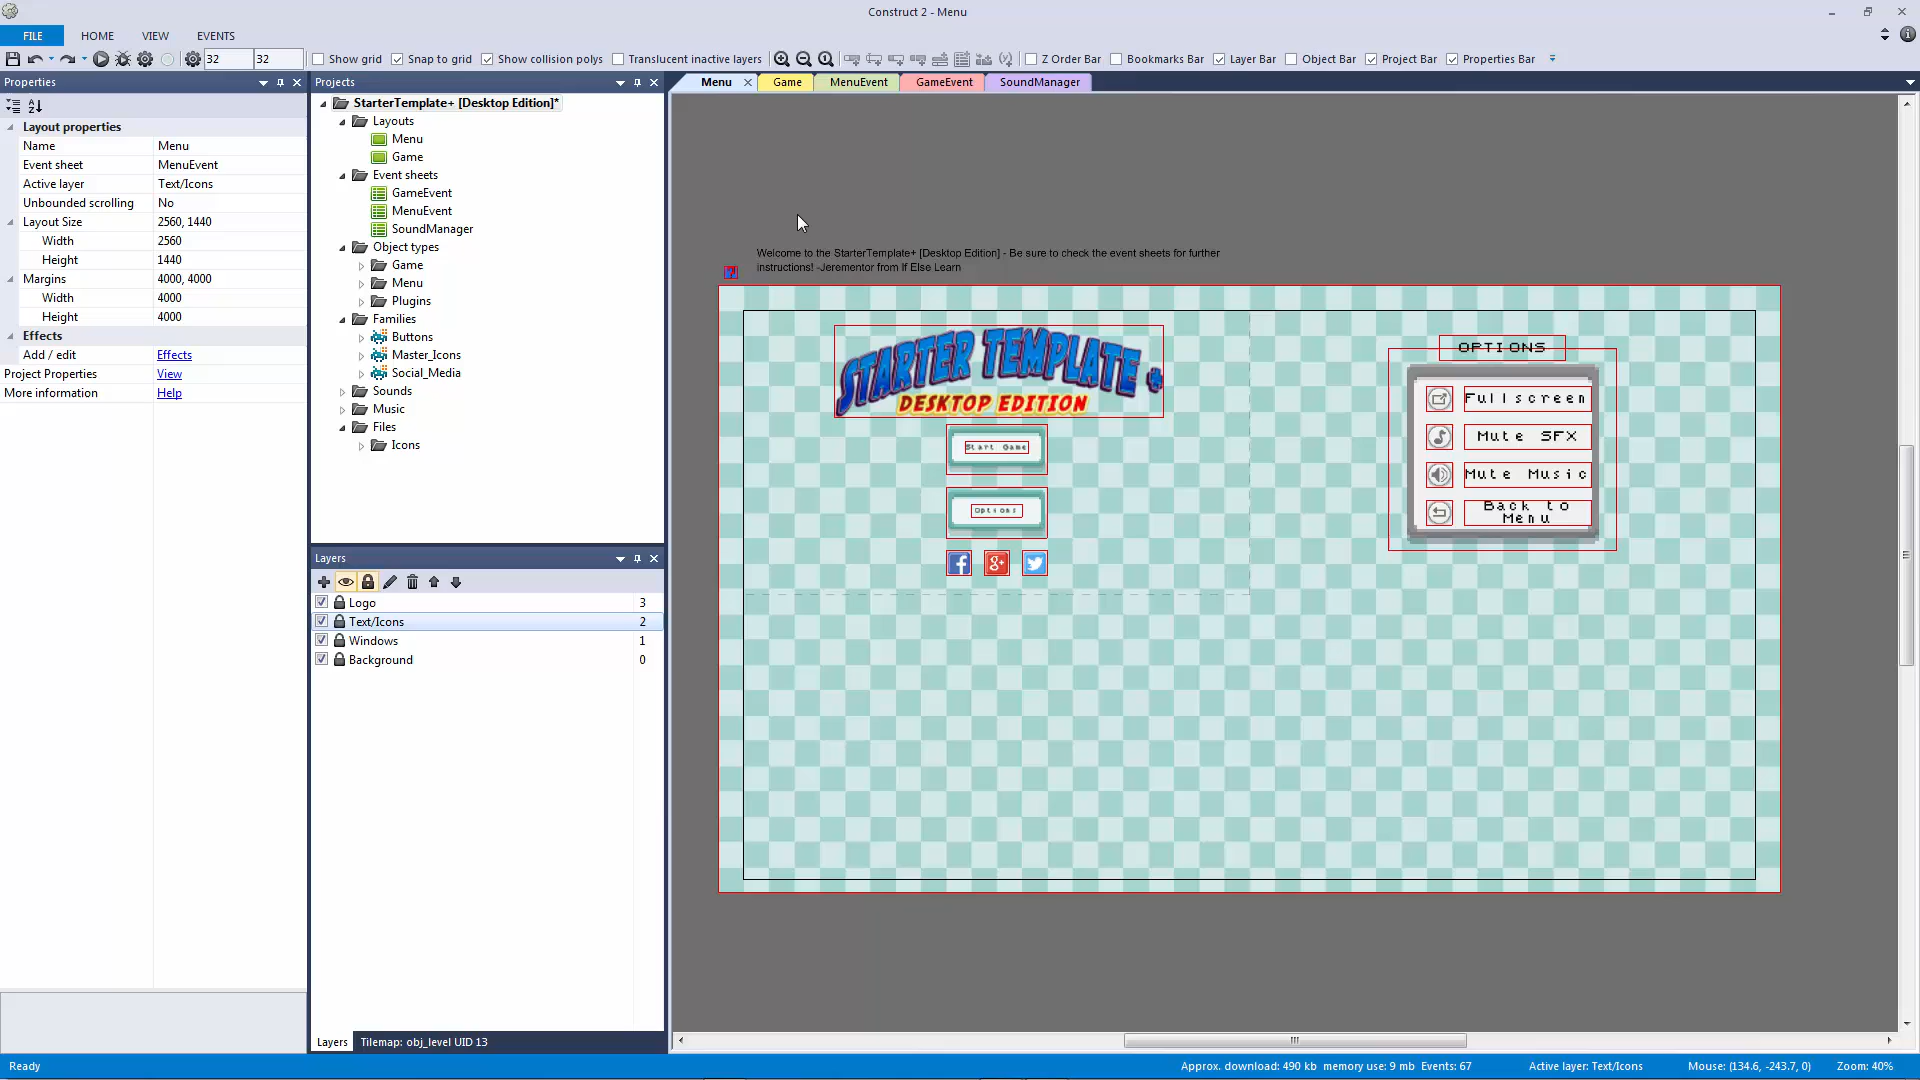 Construct 2 - Menu
FILE HOME VIEW EVENTS
32 32 Show grid Snap to grid Show collision polys Translucent inactive layers Z Order Bar Bookmarks Bar Layer Bar Object Bar Project Bar Properties Bar
Properties
Layout properties
Name Menu
Event sheet MenuEvent
Active layer Text/Icons
Unbounded scrolling No
Layout Size 2560, 1440
Width 2560
Height 1440
Margins 4000, 4000
Width 4000
Height 4000
Effects
Add / edit Effects
Project Properties View
More information Help
Projects
StarterTemplate+ [Desktop Edition]*
Layouts
Menu
Game
Event sheets
GameEvent
MenuEvent
SoundManager
Object types
Game
Menu
Plugins
Families
Buttons
Master_Icons
Social_Media
Sounds
Music
Files
Icons
Layers
Logo 3
Text/Icons 2
Windows 1
Background 0
Layers Tilemap: obj_level UID 13
Menu Game MenuEvent GameEvent SoundManager
Welcome to the StarterTemplate+ [Desktop Edition] - Be sure to check the event sheets for further
instructions! -Jerementor from If Else Learn
STARTER TEMPLATE +
DESKTOP EDITION
Start Game
Options
f g+
OPTIONS
Fullscreen
Mute SFX
Mute Music
Back to
Menu
Ready Approx. download: 490 kb memory use: 9 mb Events: 67 Active layer: Text/Icons Mouse: (134.6, -243.7, 0) Zoom: 40%